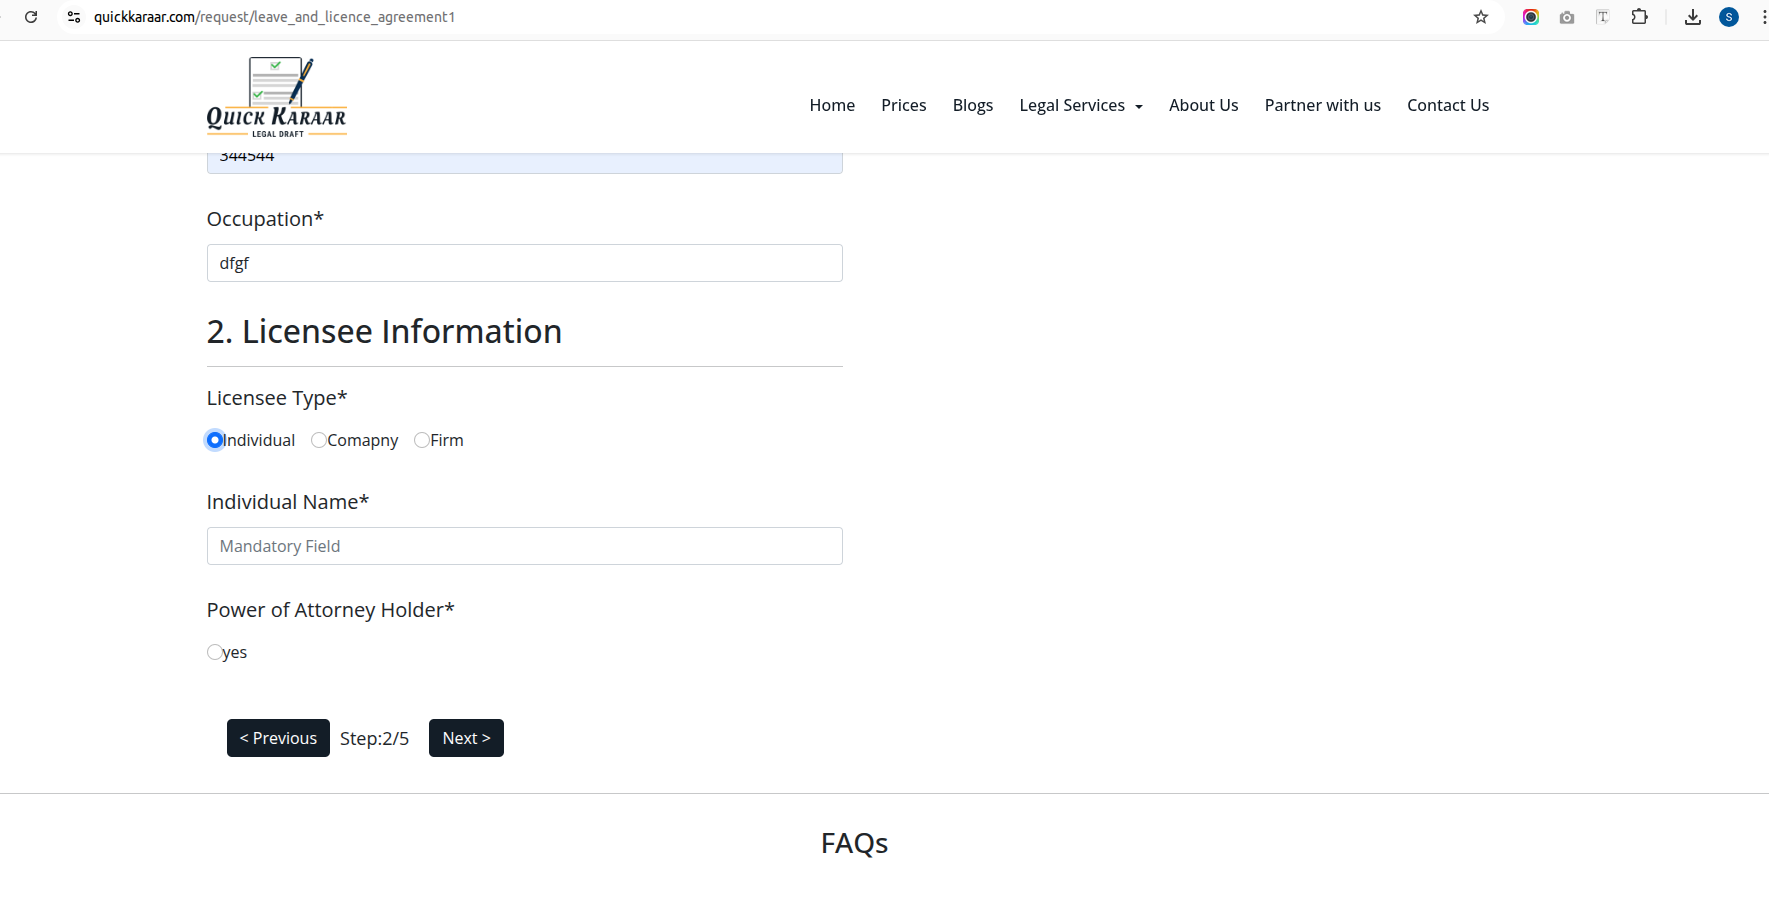 quickkaraar.com/request/leave_and_licence_agreement1
S
QUICK KARAAR
LEGAL DRAFT
Home Prices Blogs Legal Services About Us Partner with us Contact Us
344544
Occupation*
dfgf
2. Licensee Information
Licensee Type*
Individual Comapny Firm
Individual Name*
Mandatory Field
Power of Attorney Holder*
yes
< Previous Step:2/5 Next >
FAQs